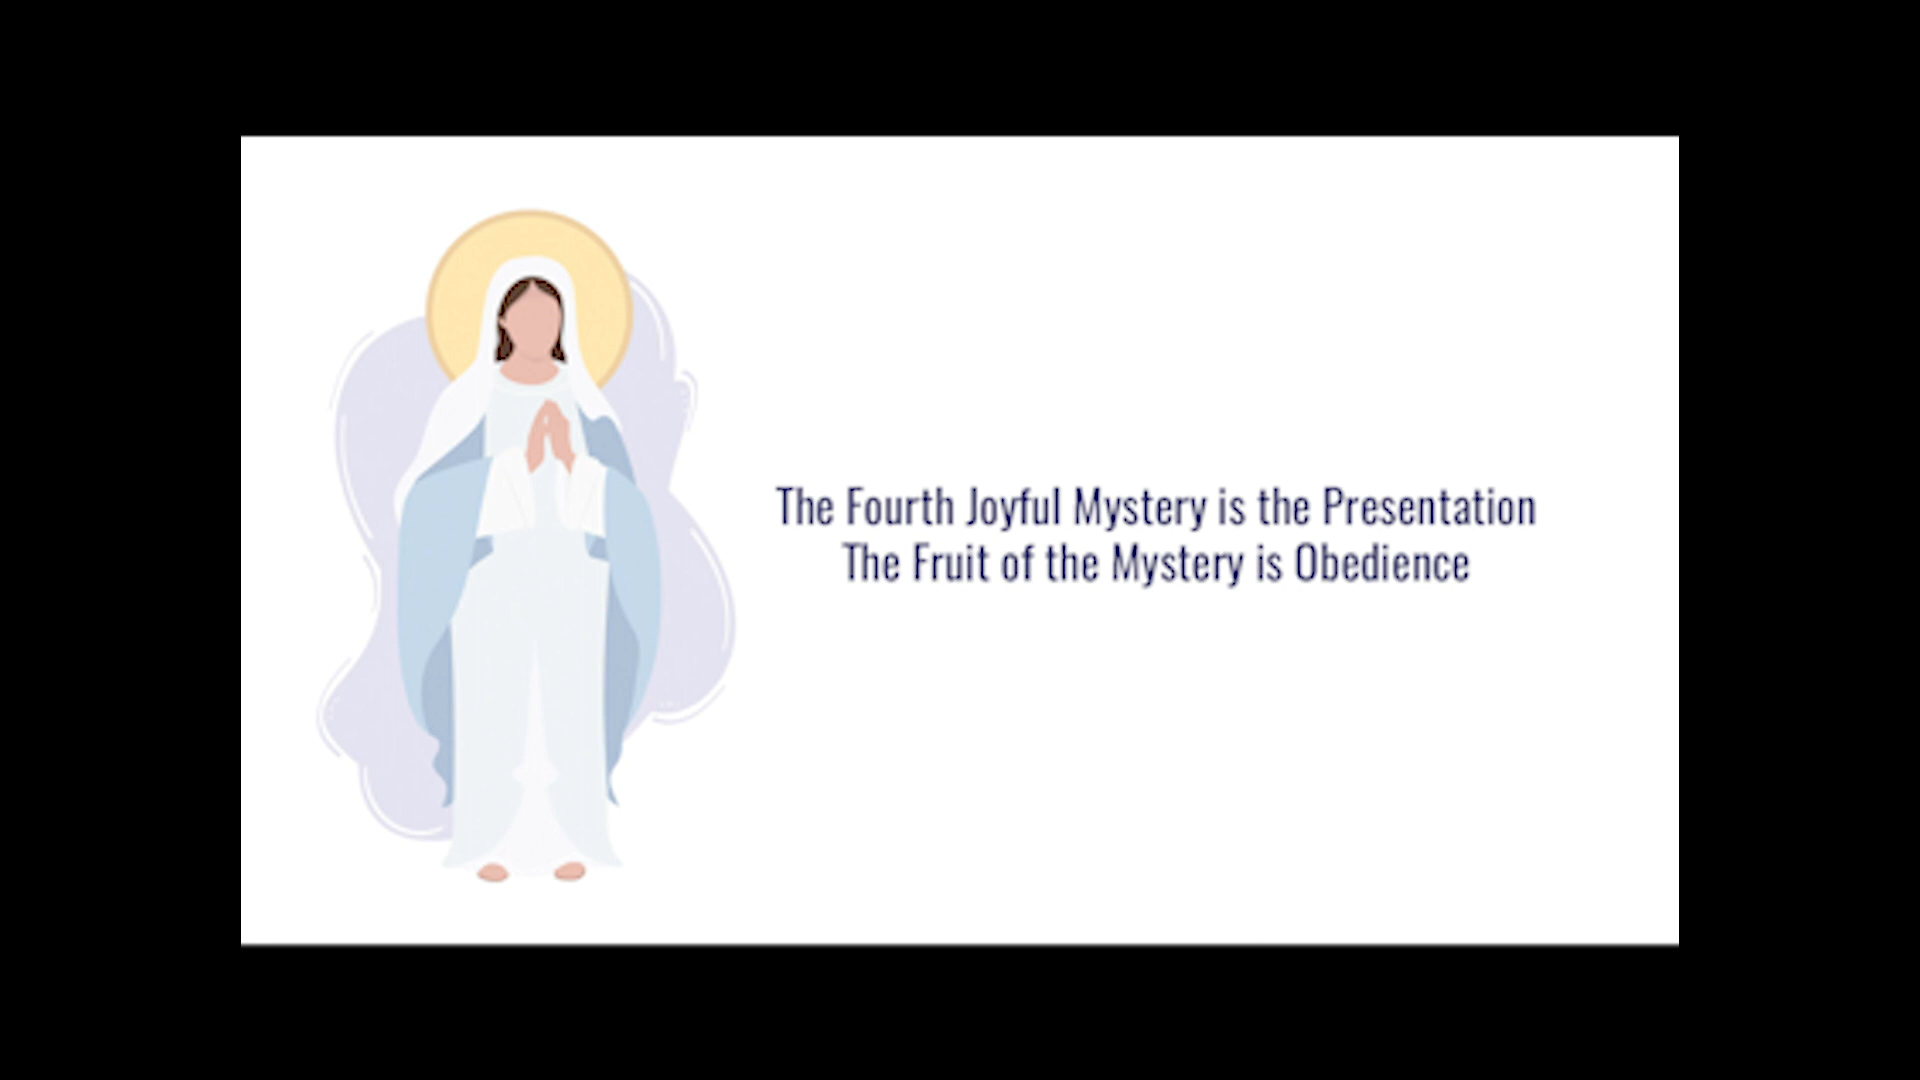 The Fourth Joyful Mystery is the Presentation
The Fruit of the Mystery is Obedience